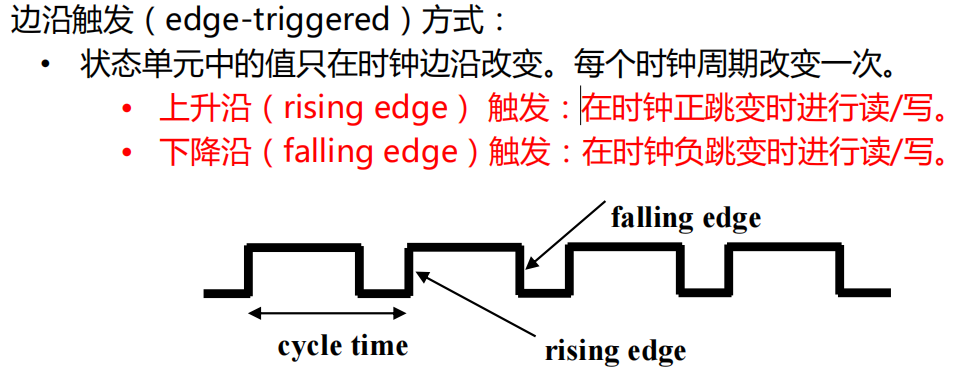 边沿触发（edge-triggered）方式：
• 状态单元中的值只在时钟边沿改变。每个时钟周期改变一次。
• 上升沿（rising edge） 触发：在时钟正跳变时进行读/写。
• 下降沿（falling edge）触发：在时钟负跳变时进行读/写。
falling edge
cycle time
rising edge